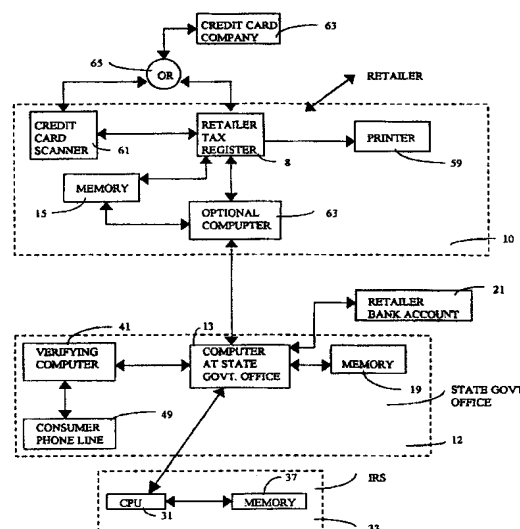 CREDIT CARD
COMPANY
63
65
OR
RETAILER
CREDIT
CARD
SCANNER
61
RETAILER
TAX
REGISTER
8
PRINTER
59
MEMORY
15
OPTIONAL
COMPUPTER
63
10
21
RETAILER
BANK ACCOUNT
41
VERIFYING
COMPUTER
13
COMPUTER
AT STATE
GOVT. OFFICE
MEMORY
19
STATE GOVT
OFFICE
49
CONSUMER
PHONE LINE
12
IRS
37
CPU
31
MEMORY
33